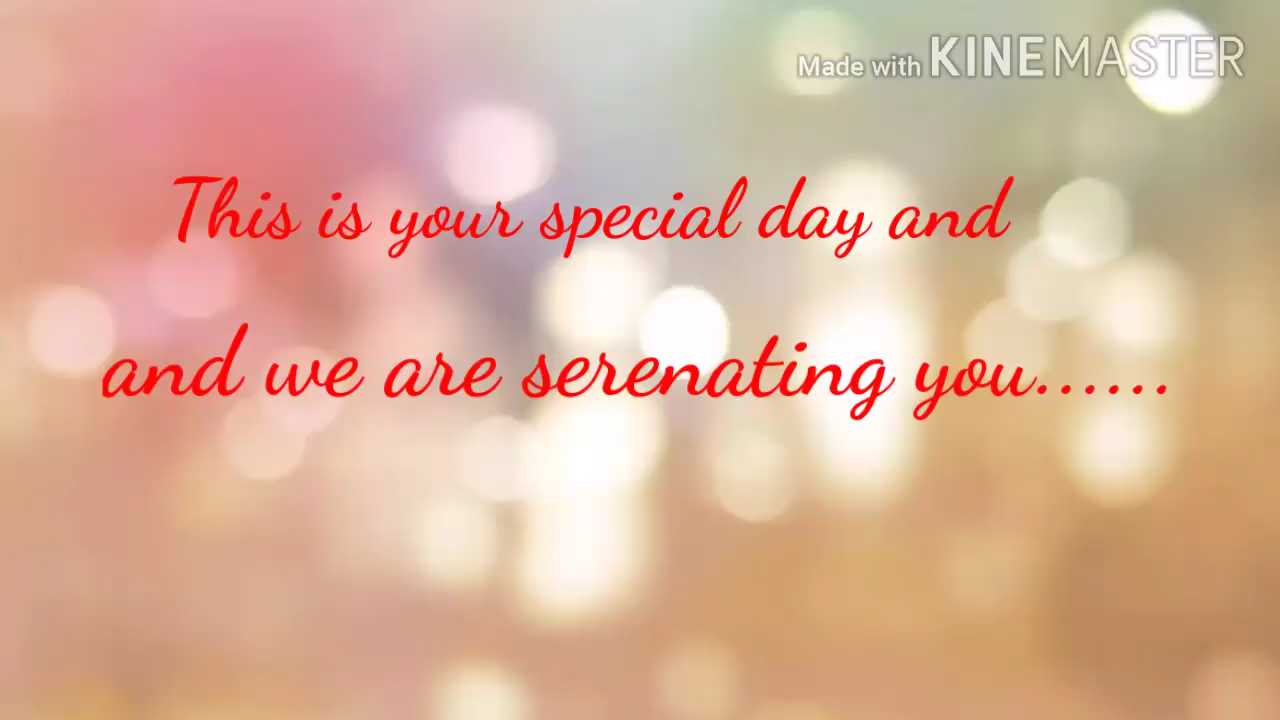 Made with KINEMASTER
This is your special day and
and we are serenating you......